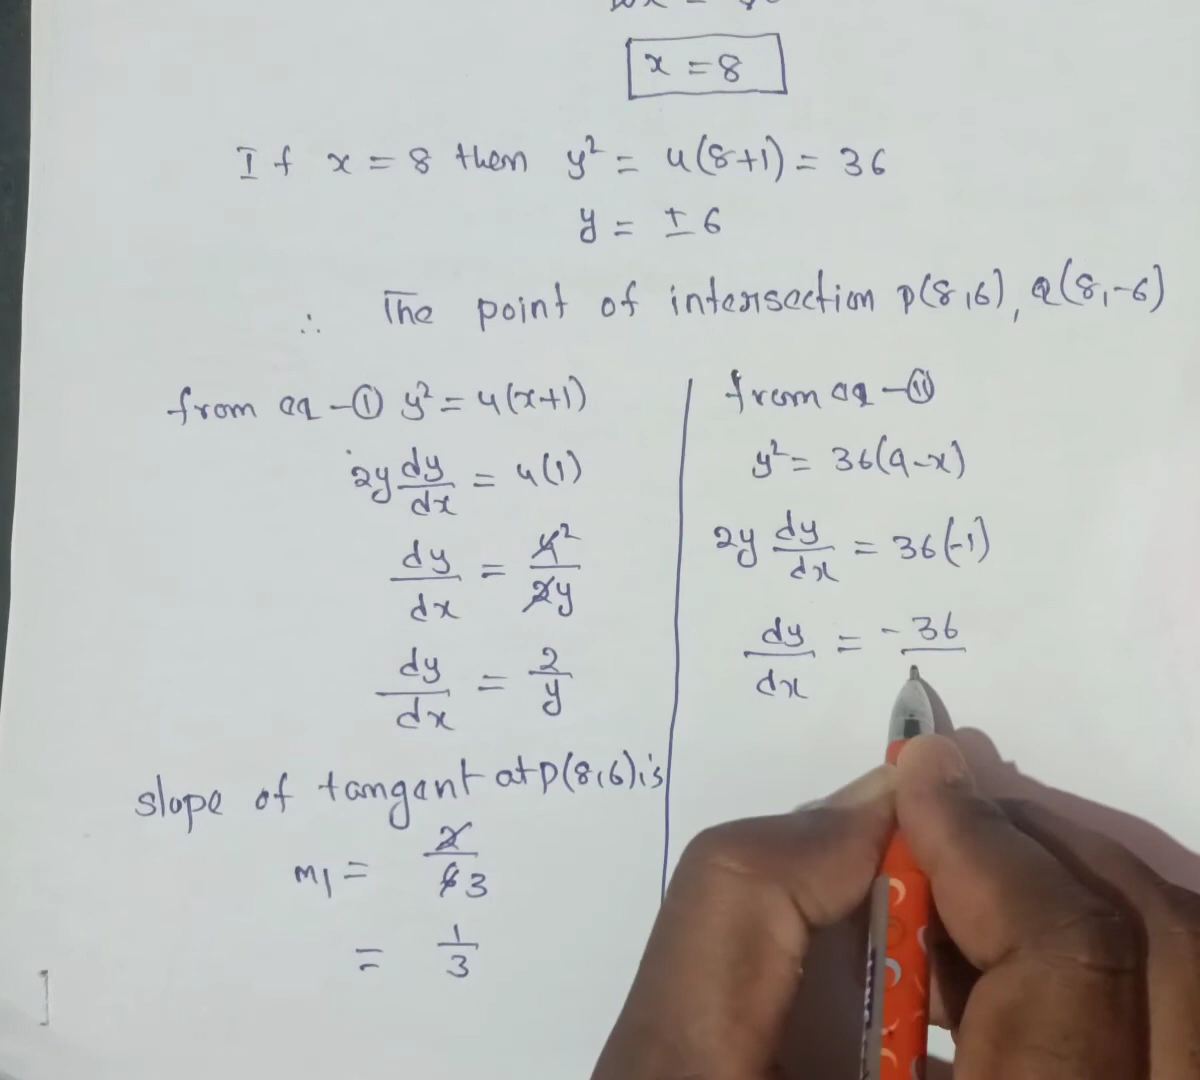 x = 8
If x = 8 then y² = 4(8+1) = 36
y = ± 6
∴ The point of intersection P(8,6), Q(8,-6)
from eq - ① y² = 4(x+1)
2y dy/dx = 4(1)
dy/dx = 4²/2y
dy/dx = 2/y
slope of tangent at P(8,6) is
m₁ = 2/6 3
= 1/3
from eq - ⑪
y² = 36(9-x)
2y dy/dx = 36(-1)
dy/dx = -36